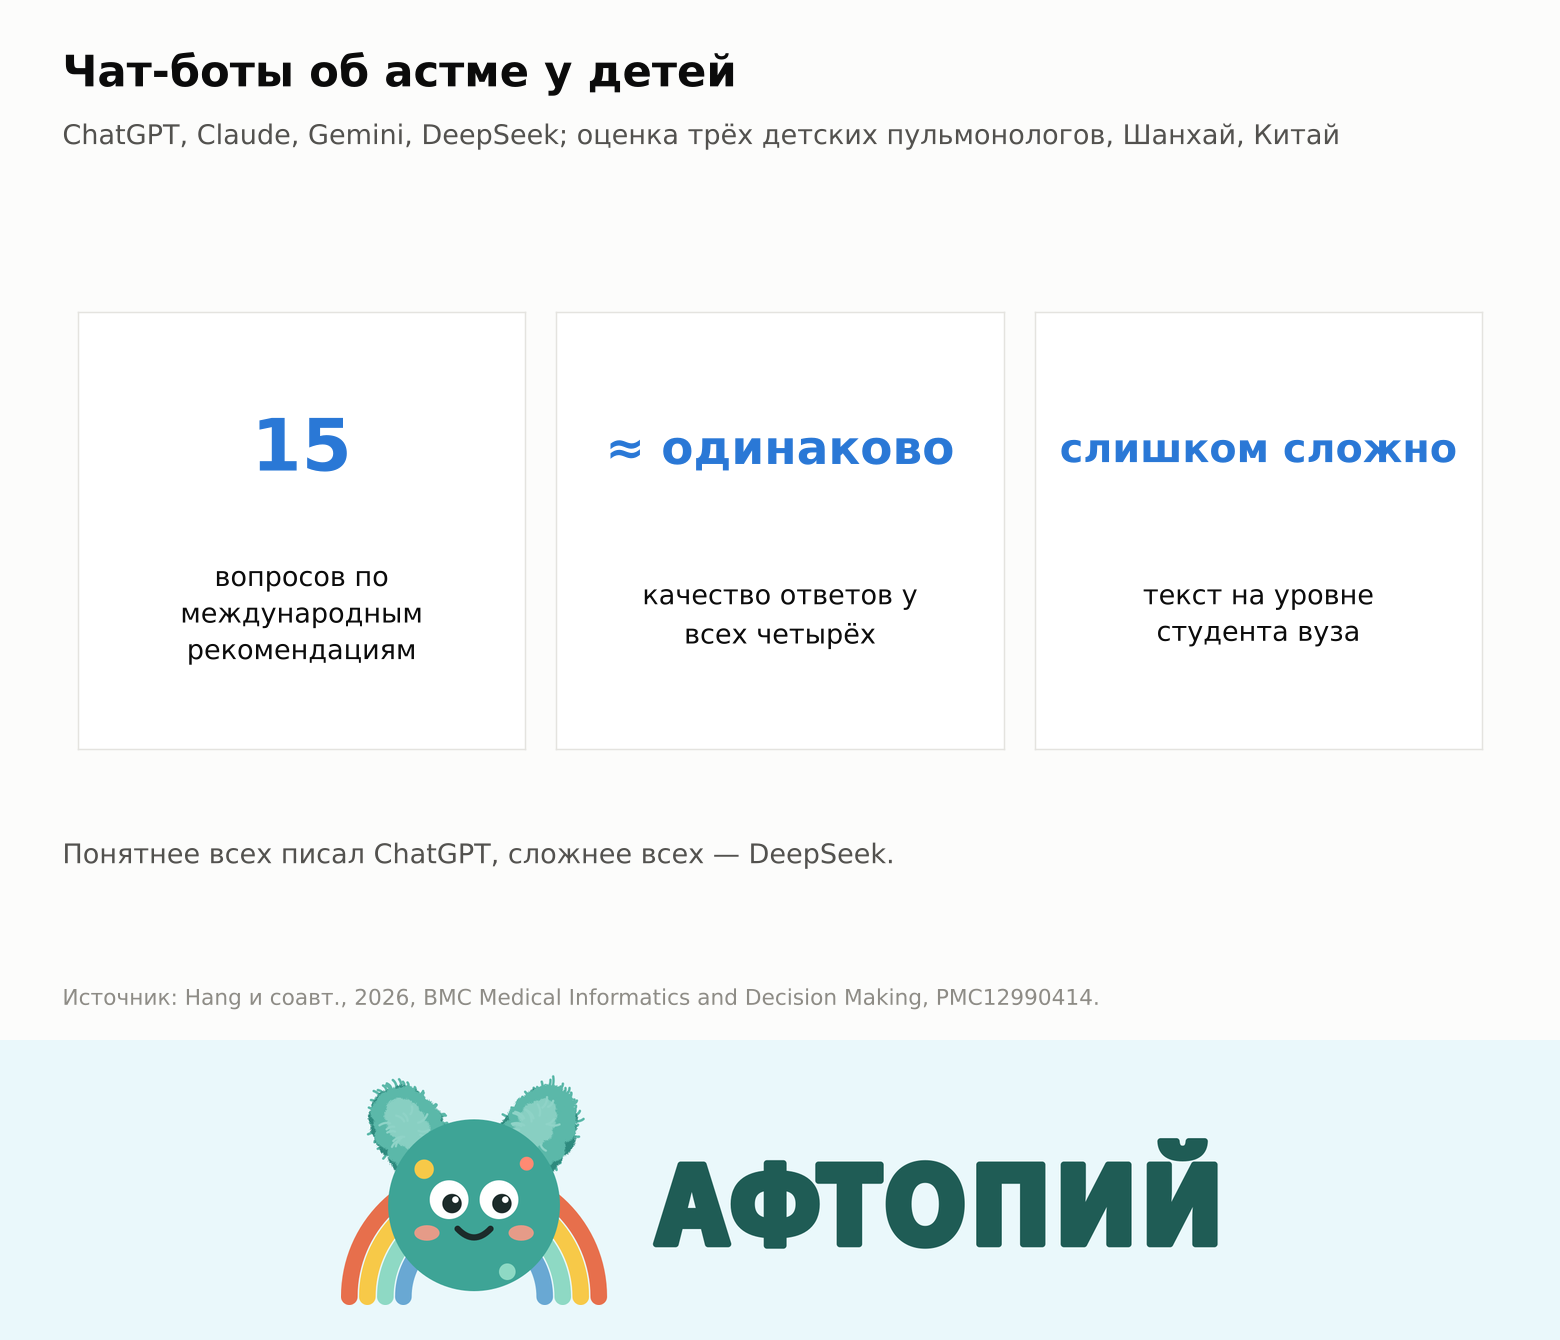 Чат-боты об астме у детей
ChatGPT, Claude, Gemini, DeepSeek; оценка трёх детских пульмонологов, Шанхай, Китай
15
вопросов по
международным
рекомендациям
≈ одинаково
качество ответов у
всех четырёх
слишком сложно
текст на уровне
студента вуза
Понятнее всех писал ChatGPT, сложнее всех — DeepSeek.
Источник: Hang и соавт., 2026, BMC Medical Informatics and Decision Making, PMC12990414.
АФТОПИЙ